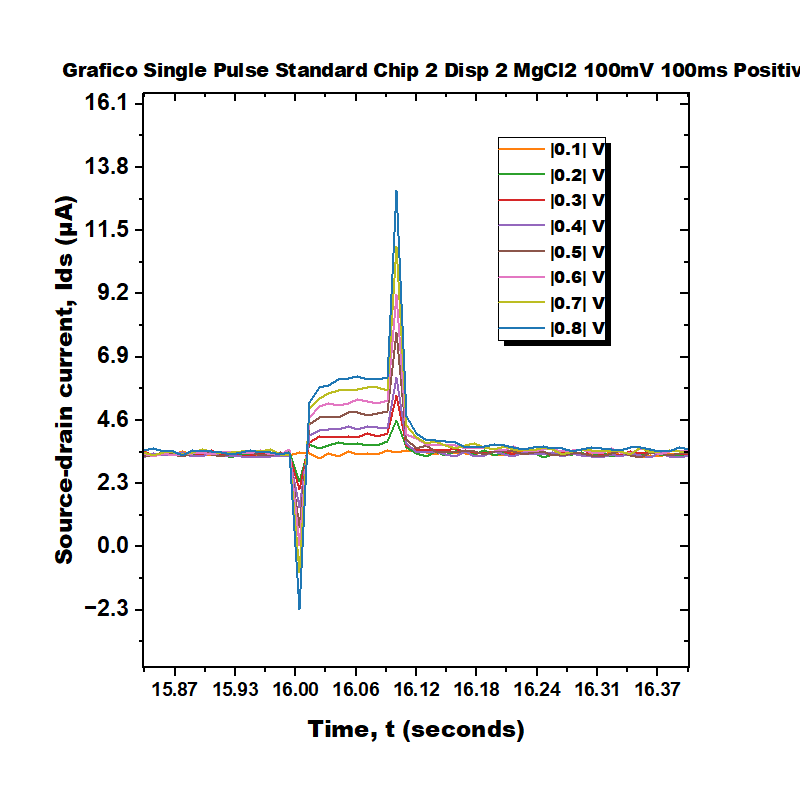 Grafico Single Pulse Standard Chip 2 Disp 2 MgCl2 100mV 100ms Positiv
16.1
13.8
11.5
9.2
6.9
4.6
2.3
0.0
−2.3
Source-drain current, Ids (µA)
|0.1| V
|0.2| V
|0.3| V
|0.4| V
|0.5| V
|0.6| V
|0.7| V
|0.8| V
15.87 15.93 16.00 16.06 16.12 16.18 16.24 16.31 16.37
Time, t (seconds)